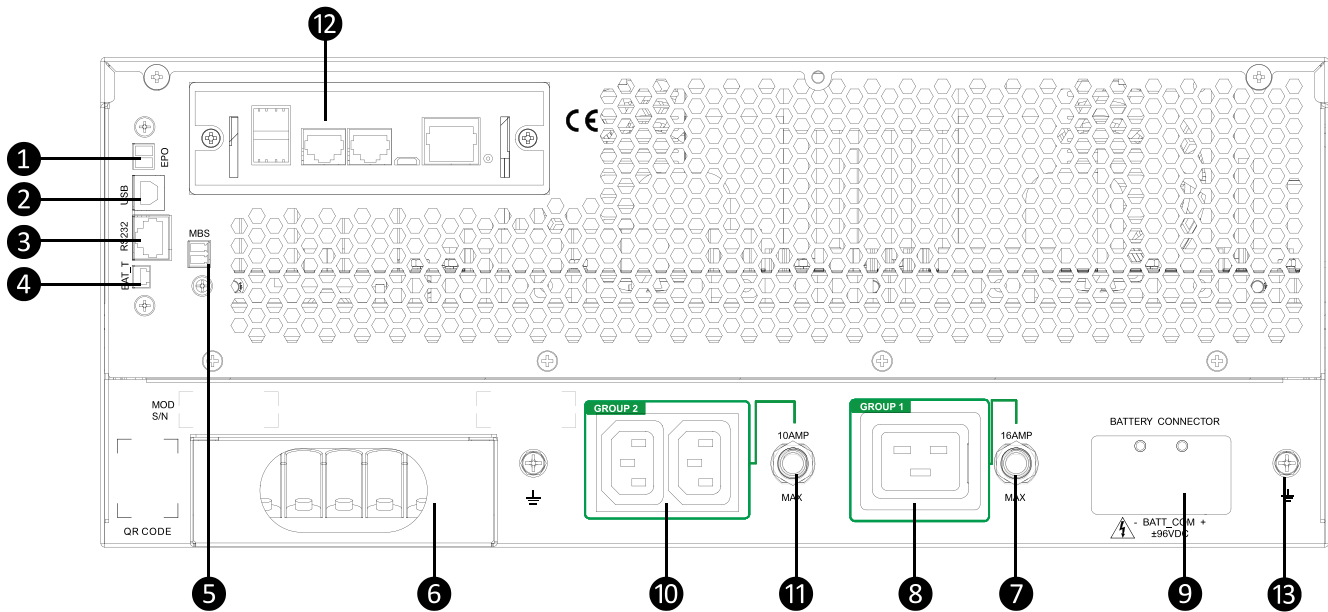 12
CE
1
EPO
2
USB
3
RS232
MBS
4
BAT_T
MOD
S/N
GROUP 2
GROUP 1
10AMP
16AMP
BATTERY CONNECTOR
MAX
MAX
QR CODE
- BATT_COM +
±96VDC
5
6
10
11
8
7
9
13